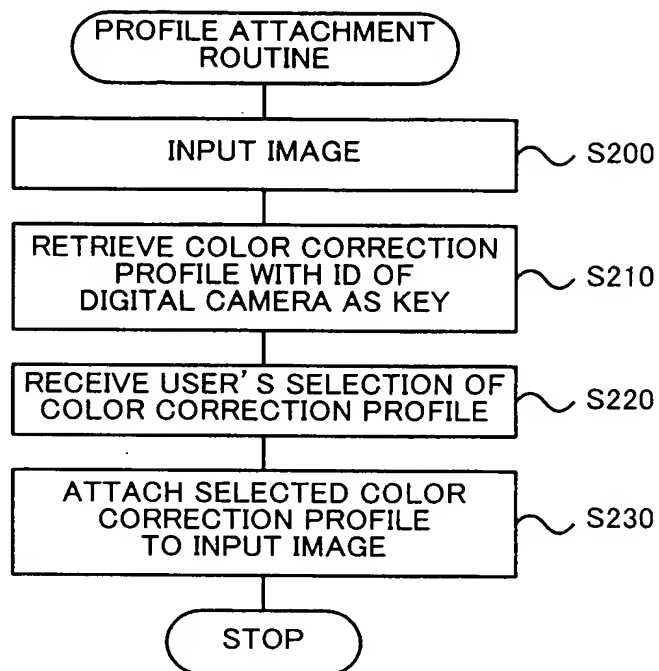 PROFILE ATTACHMENT
ROUTINE
INPUT IMAGE
S200
RETRIEVE COLOR CORRECTION
PROFILE WITH ID OF
DIGITAL CAMERA AS KEY
S210
RECEIVE USER'S SELECTION OF
COLOR CORRECTION PROFILE
S220
ATTACH SELECTED COLOR
CORRECTION PROFILE
TO INPUT IMAGE
S230
STOP